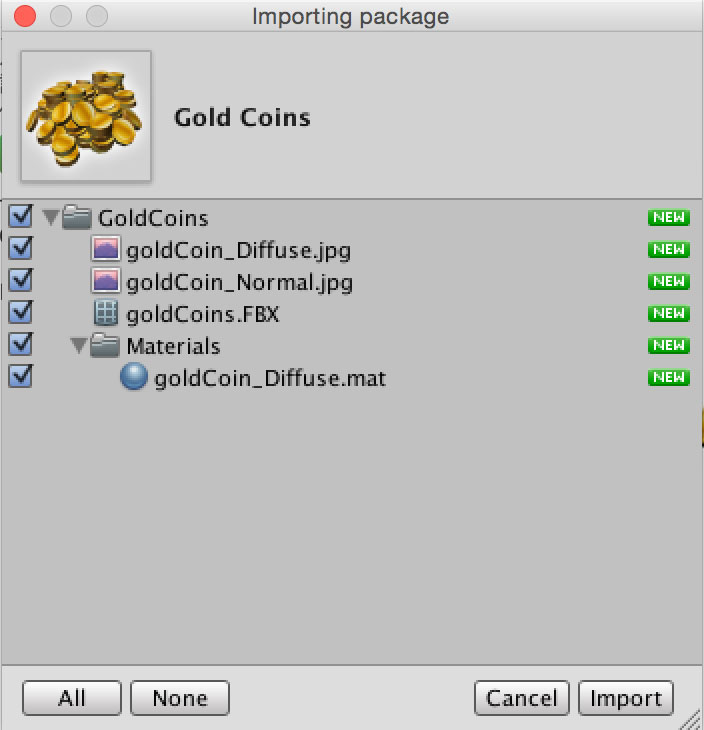 Importing package
Gold Coins
GoldCoins NEW
goldCoin_Diffuse.jpg NEW
goldCoin_Normal.jpg NEW
goldCoins.FBX NEW
Materials NEW
goldCoin_Diffuse.mat NEW
All None Cancel Import